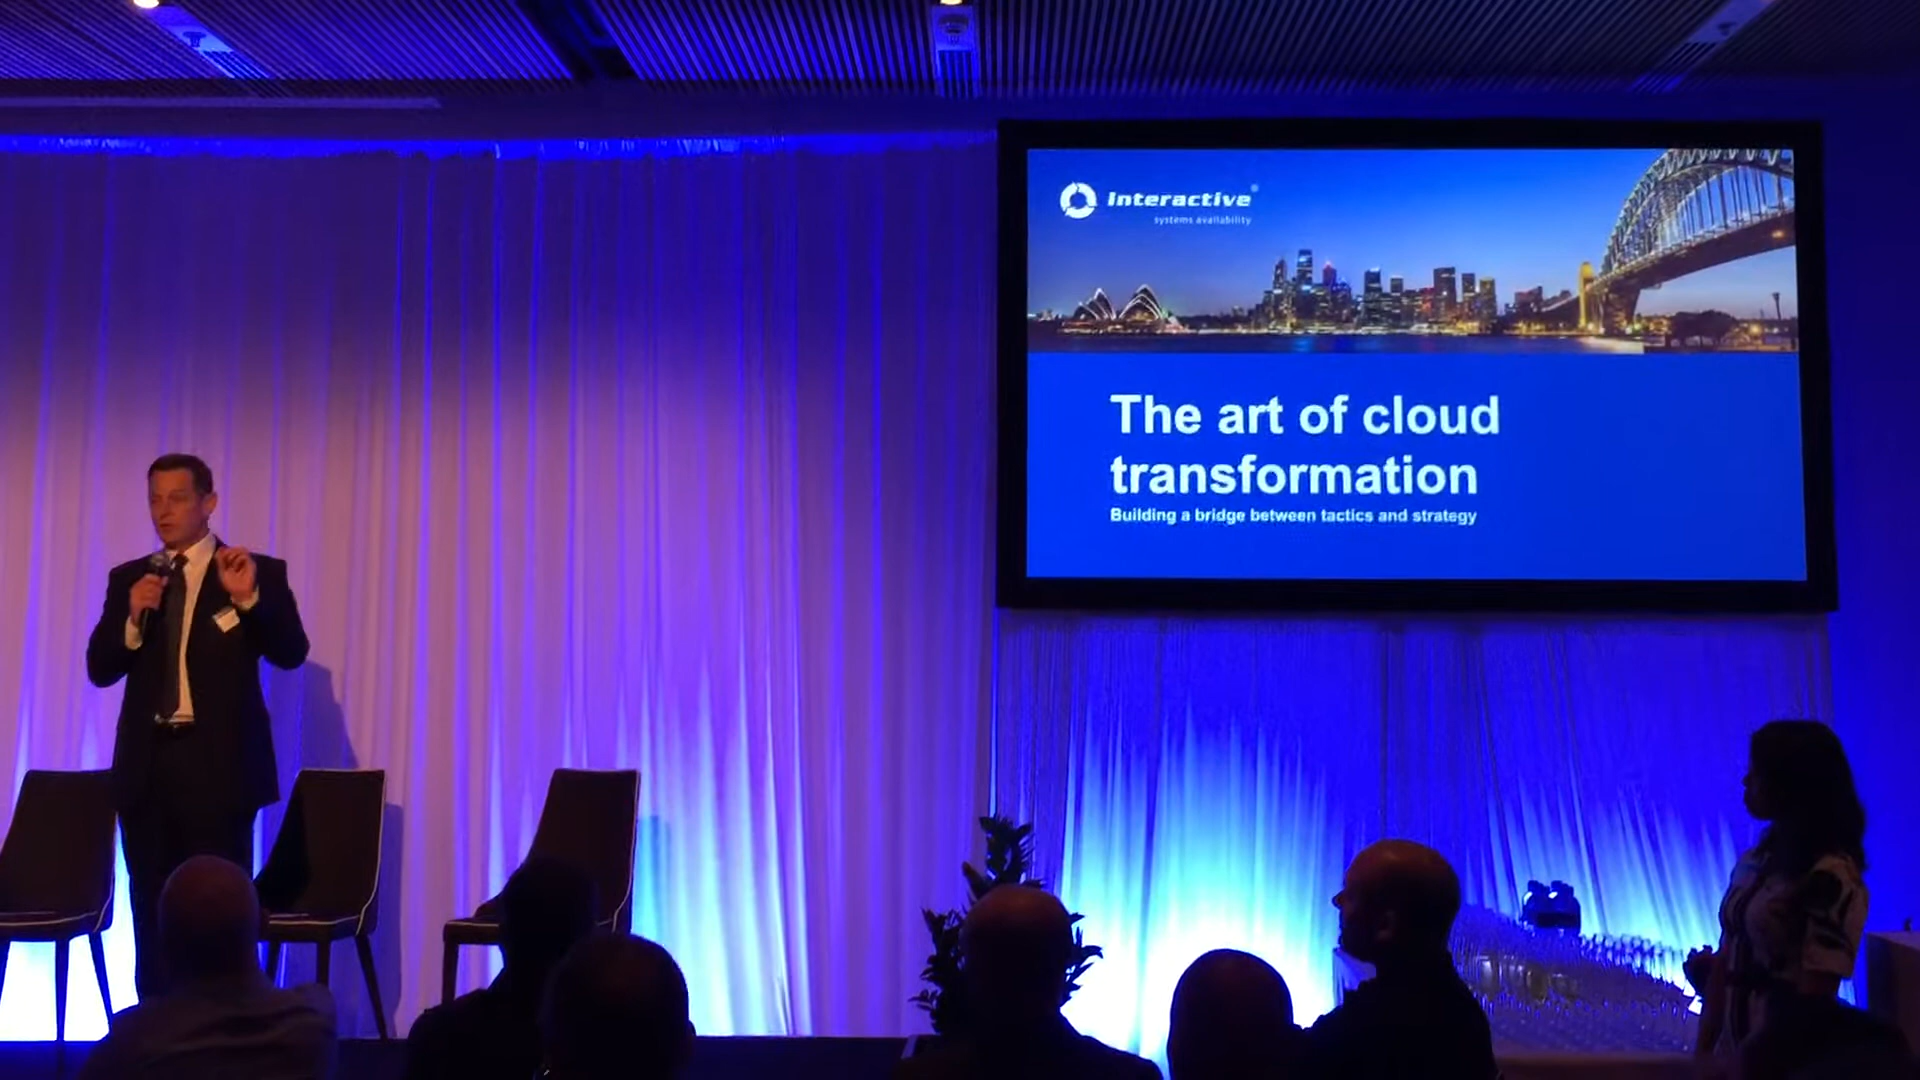 Interactive
systems availability
The art of cloud
transformation
Building a bridge between tactics and strategy